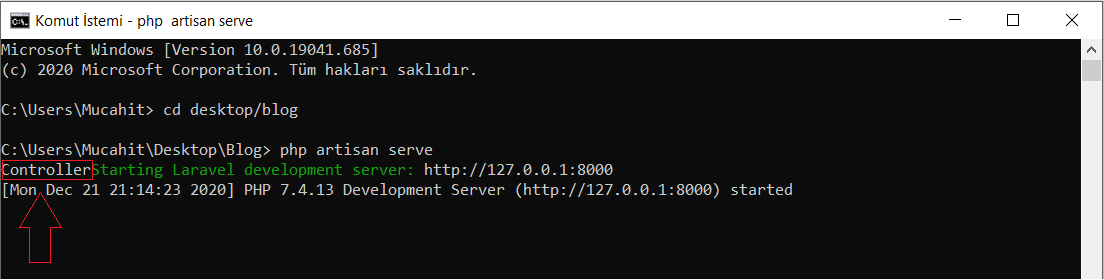 Komut İstemi - php  artisan serve
Microsoft Windows [Version 10.0.19041.685]
(c) 2020 Microsoft Corporation. Tüm hakları saklıdır.
C:\Users\Mucahit> cd desktop/blog
C:\Users\Mucahit\Desktop\Blog> php artisan serve
ControllerStarting Laravel development server: http://127.0.0.1:8000
[Mon Dec 21 21:14:23 2020] PHP 7.4.13 Development Server (http://127.0.0.1:8000) started